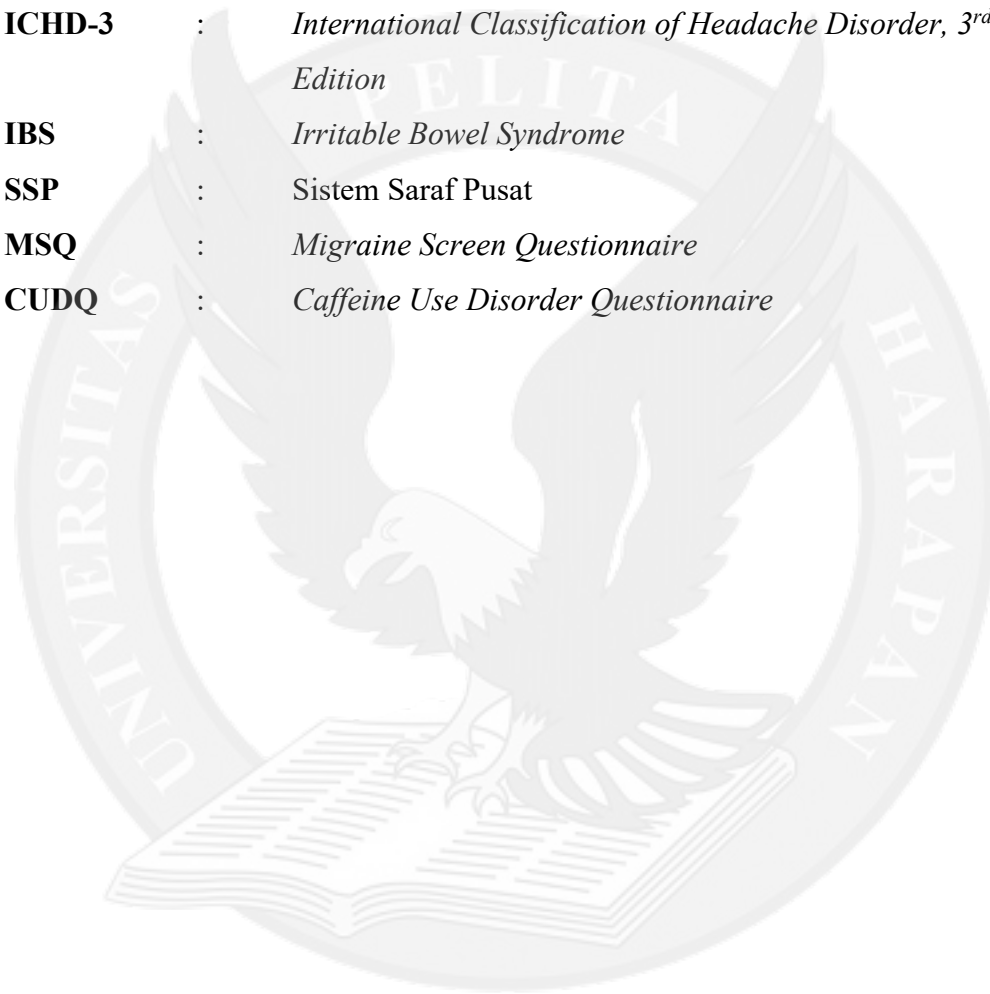 ICHD-3 : International Classification of Headache Disorder, 3rd
Edition
IBS : Irritable Bowel Syndrome
SSP : Sistem Saraf Pusat
MSQ : Migraine Screen Questionnaire
CUDQ : Caffeine Use Disorder Questionnaire
UNIVERSITAS PELITA HARAPAN